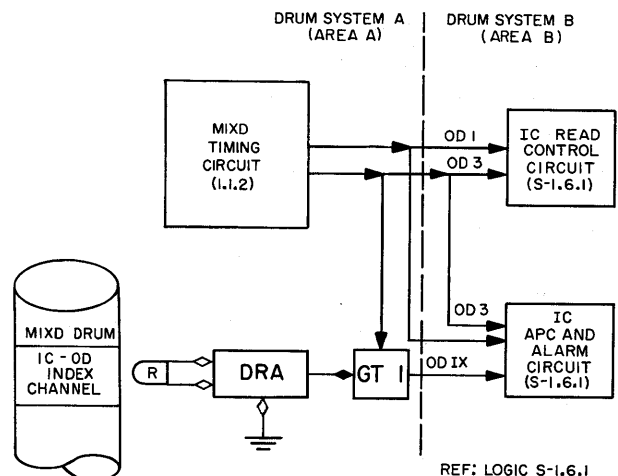 DRUM SYSTEM A
(AREA A)
DRUM SYSTEM B
(AREA B)
MIXD
TIMING
CIRCUIT
(1.1.2)
OD 1
OD 3
IC READ
CONTROL
CIRCUIT
(S-1.6.1)
MIXD DRUM
IC-OD
INDEX
CHANNEL
R
DRA
GT 1
OD 3
OD IX
IC
APC AND
ALARM
CIRCUIT
(S-1.6.1)
REF: LOGIC S-1.6.1